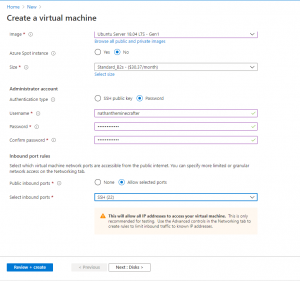 Home > New >
Create a virtual machine
Image * Ubuntu Server 18.04 LTS - Gen1
Browse all public and private images
Azure Spot instance Yes No
Size * Standard_B2s - ($30.37/month)
Select size
Administrator account
Authentication type SSH public key Password
Username * nathantheminecrafter
Password * ••••••••••••
Confirm password * ••••••••••••
Inbound port rules
Select which virtual machine network ports are accessible from the public internet. You can specify more limited or granular
network access on the Networking tab.
Public inbound ports * None Allow selected ports
Select inbound ports * SSH (22)
This will allow all IP addresses to access your virtual machine. This is only
recommended for testing. Use the Advanced controls in the Networking tab to
create rules to limit inbound traffic to known IP addresses.
Review + create < Previous Next : Disks >